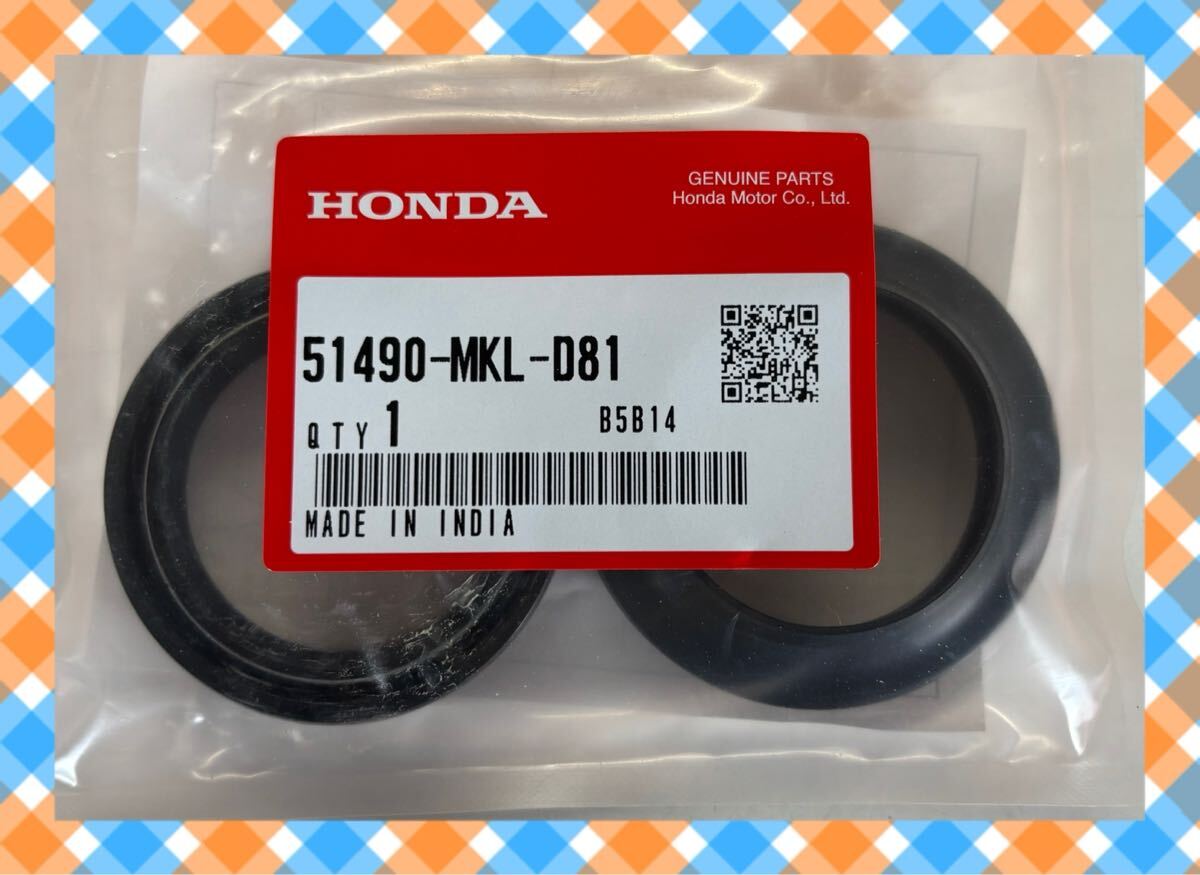 HONDA
GENUINE PARTS
Honda Motor Co., Ltd.
51490-MKL-D81
QTY 1 B5B14
MADE IN INDIA